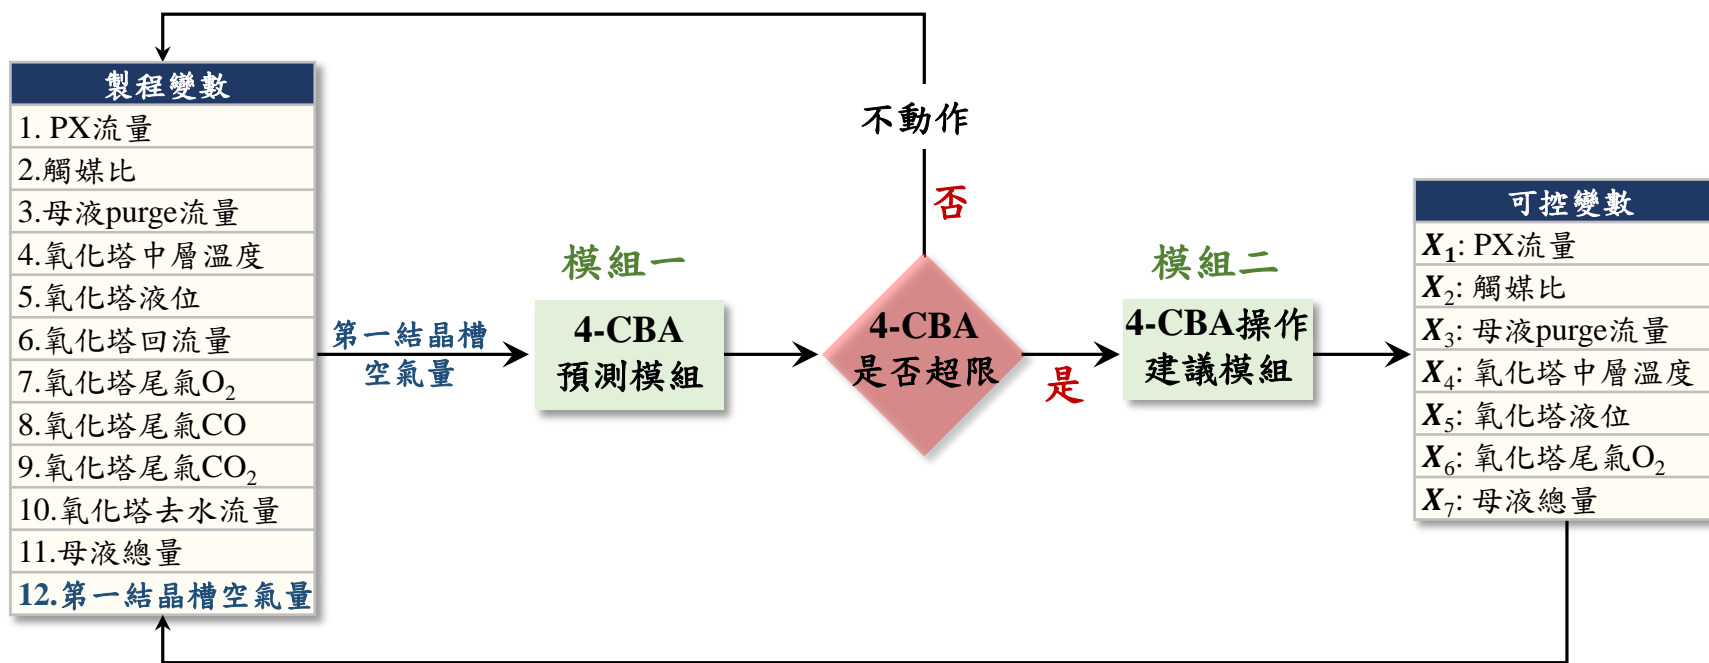 製程變數
1. PX流量
2.觸媒比
3.母液purge流量
4.氧化塔中層溫度
5.氧化塔液位
6.氧化塔回流量
7.氧化塔尾氣O₂
8.氧化塔尾氣CO
9.氧化塔尾氣CO₂
10.氧化塔去水流量
11.母液總量
12.第一結晶槽空氣量
第一結晶槽
空氣量
模組一
4-CBA
預測模組
不動作
否
4-CBA
是否超限
是
模組二
4-CBA操作
建議模組
可控變數
X₁: PX流量
X₂: 觸媒比
X₃: 母液purge流量
X₄: 氧化塔中層溫度
X₅: 氧化塔液位
X₆: 氧化塔尾氣O₂
X₇: 母液總量